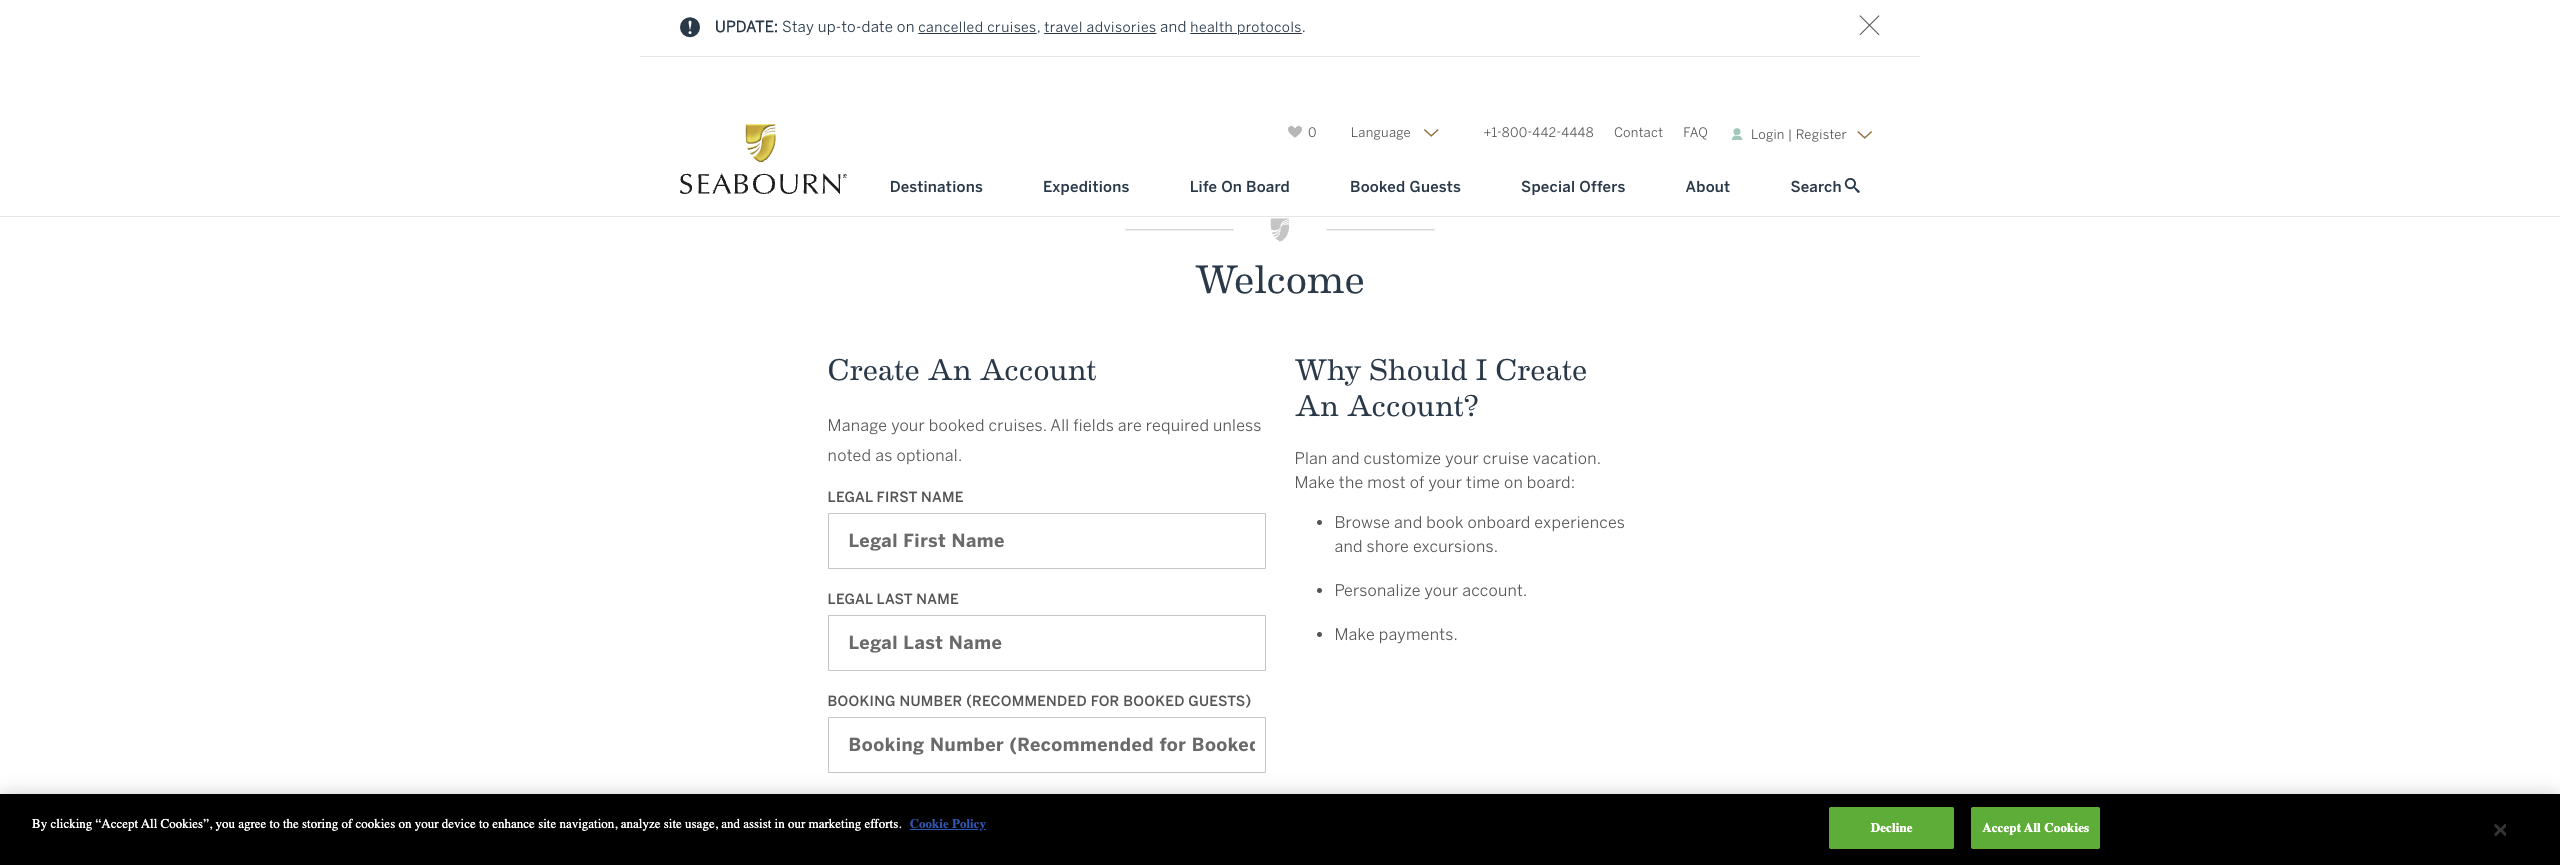 UPDATE: Stay up-to-date on cancelled cruises, travel advisories and health protocols.
0
Language
+1-800-442-4448
Contact
FAQ
Login | Register
SEABOURN®
Destinations
Expeditions
Life On Board
Booked Guests
Special Offers
About
Search
Welcome
Create An Account
Manage your booked cruises. All fields are required unless
noted as optional.
LEGAL FIRST NAME
Legal First Name
LEGAL LAST NAME
Legal Last Name
BOOKING NUMBER (RECOMMENDED FOR BOOKED GUESTS)
Booking Number (Recommended for Booked
Why Should I Create
An Account?
Plan and customize your cruise vacation.
Make the most of your time on board:
• Browse and book onboard experiences
and shore excursions.
• Personalize your account.
• Make payments.
By clicking “Accept All Cookies”, you agree to the storing of cookies on your device to enhance site navigation, analyze site usage, and assist in our marketing efforts. Cookie Policy
Decline
Accept All Cookies